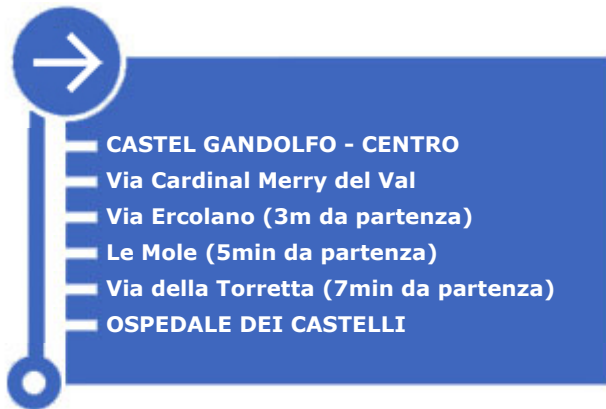 CASTEL GANDOLFO - CENTRO
Via Cardinal Merry del Val
Via Ercolano (3m da partenza)
Le Mole (5min da partenza)
Via della Torretta (7min da partenza)
OSPEDALE DEI CASTELLI